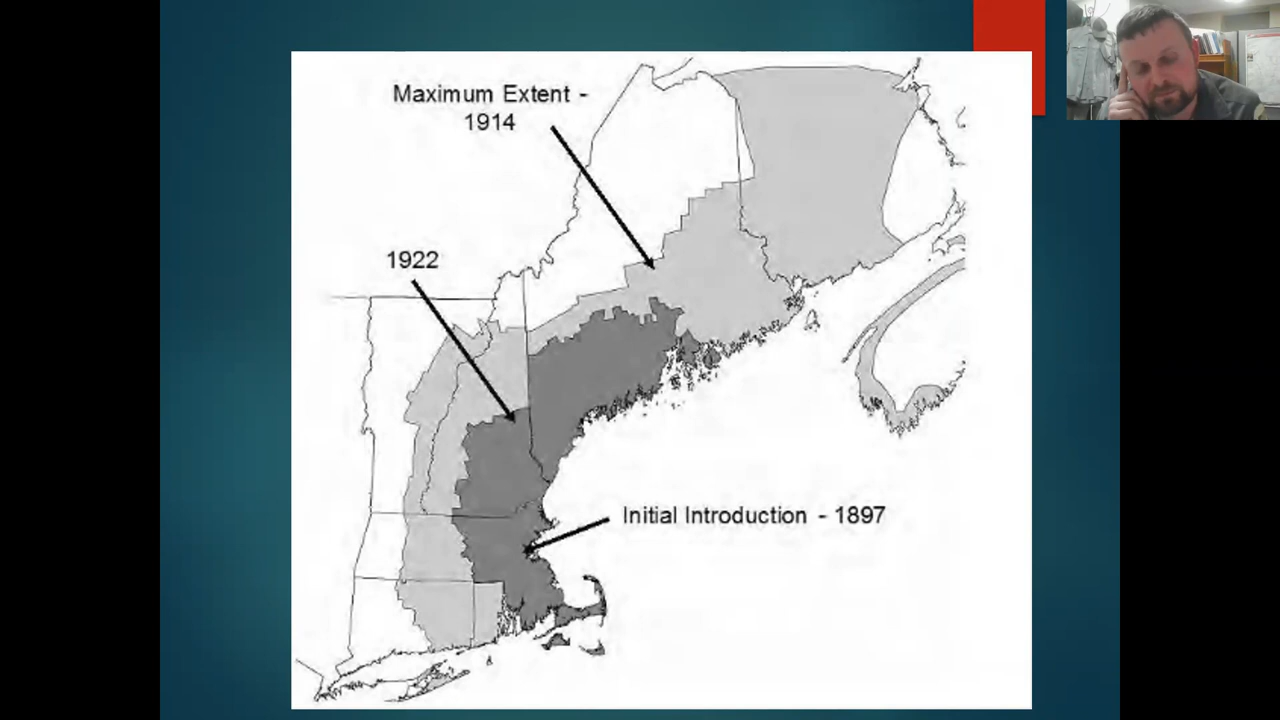 Maximum Extent -
1914
1922
Initial Introduction - 1897